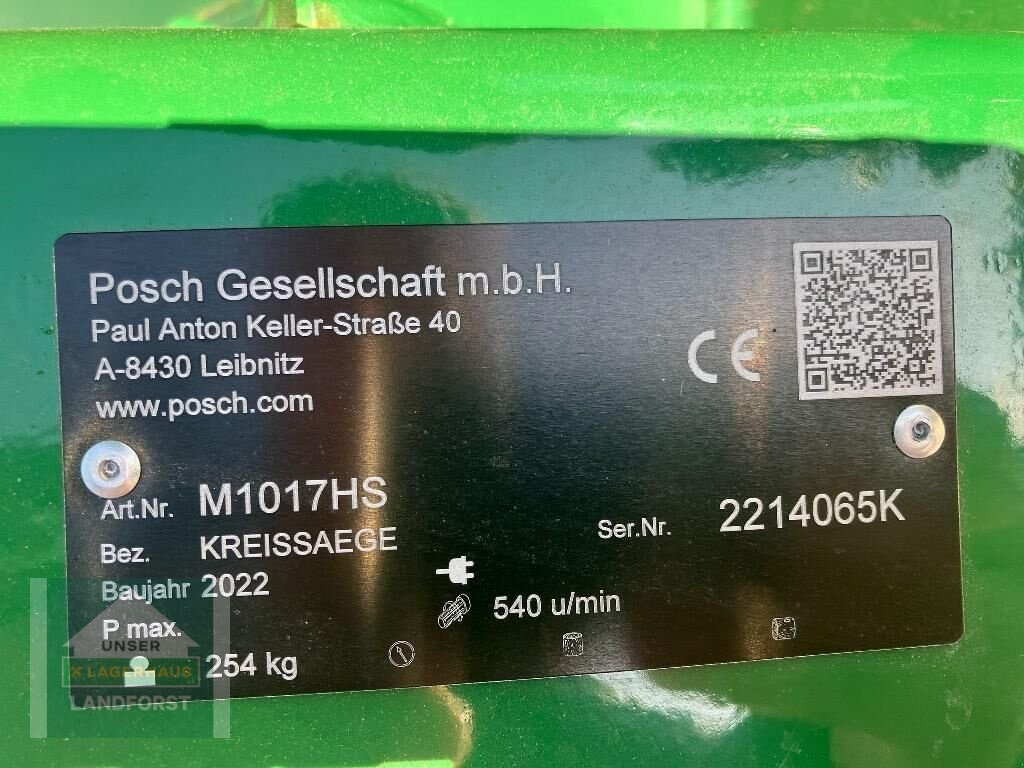 Posch Gesellschaft m.b.H.
Paul Anton Keller-Straße 40
A-8430 Leibnitz
www.posch.com
CE
Art.Nr. M1017HS
Ser.Nr. 2214065K
Bez. KREISSAEGE
Baujahr 2022
540 u/min
P max.
254 kg
UNSER
X LAGERHAUS
LANDFORST